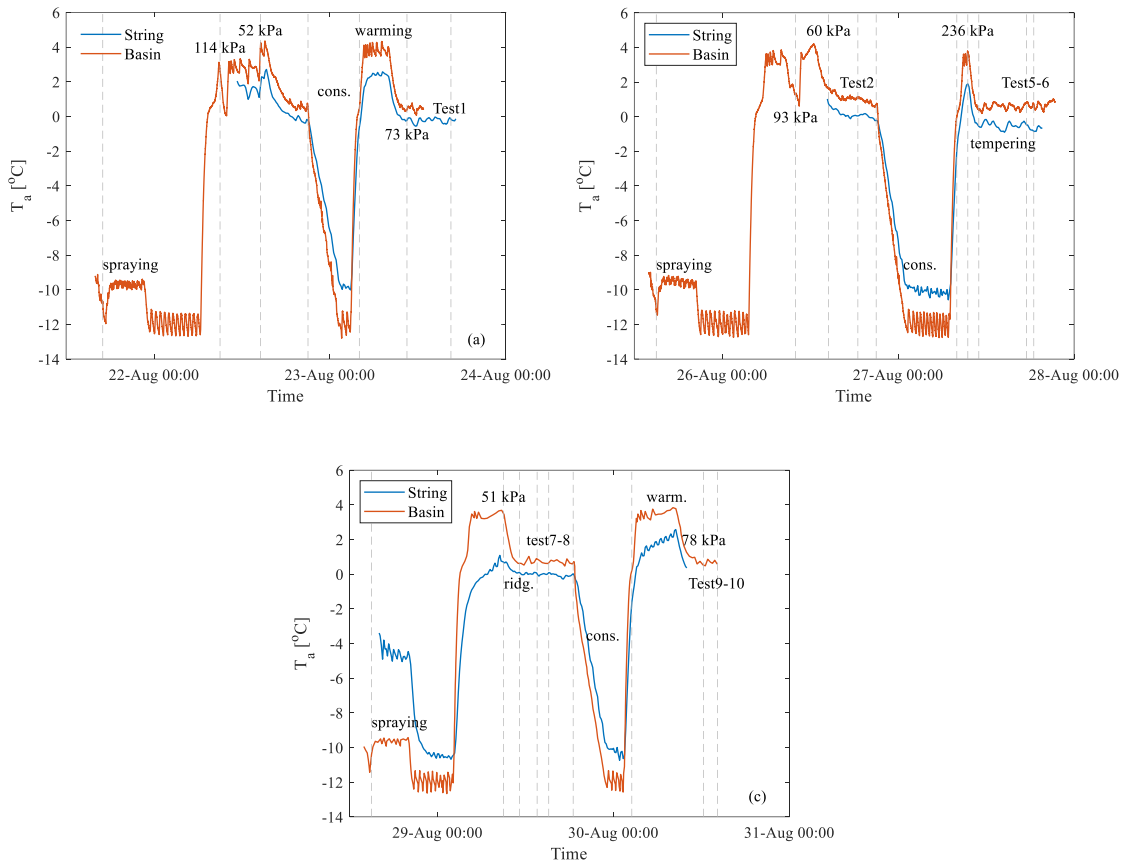 (a)
String
Basin
114 kPa
52 kPa
warming
cons.
Test1
73 kPa
spraying
(a)
6
4
2
0
-2
-4
-6
-8
-10
-12
-14
T_a [°C]
22-Aug 00:00
23-Aug 00:00
24-Aug 00:00
Time
String
Basin
60 kPa
236 kPa
Test2
Test5-6
93 kPa
tempering
spraying
cons.
6
4
2
0
-2
-4
-6
-8
-10
-12
-14
T_a [°C]
26-Aug 00:00
27-Aug 00:00
28-Aug 00:00
Time
String
Basin
51 kPa
warm.
test7-8
78 kPa
ridg.
Test9-10
cons.
spraying
(c)
6
4
2
0
-2
-4
-6
-8
-10
-12
-14
T_a [°C]
29-Aug 00:00
30-Aug 00:00
31-Aug 00:00
Time